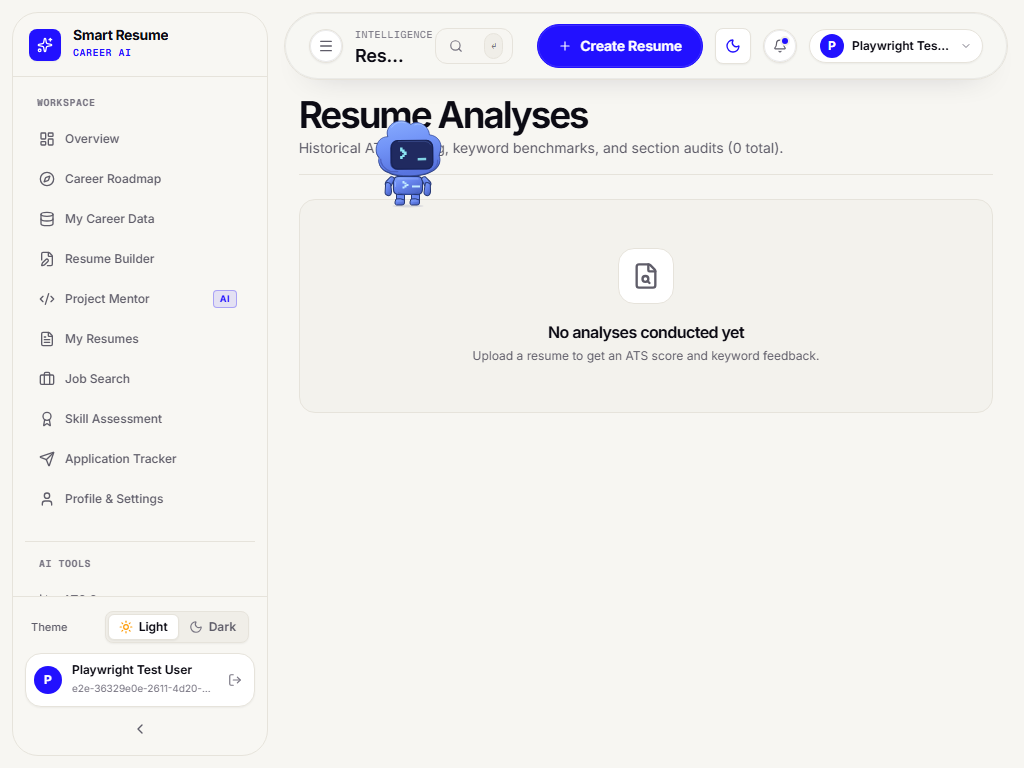 Smart Resume
CAREER AI
WORKSPACE
Overview
Career Roadmap
My Career Data
Resume Builder
Project Mentor
AI
My Resumes
Job Search
Skill Assessment
Application Tracker
Profile & Settings
AI TOOLS
Theme
Light
Dark
P
Playwright Test User
e2e-36329e0e-2611-4d20-...
INTELLIGENCE
Res...
Create Resume
P
Playwright Tes...
Resume Analyses
Historical keyword benchmarks, and section audits (0 total).
No analyses conducted yet
Upload a resume to get an ATS score and keyword feedback.